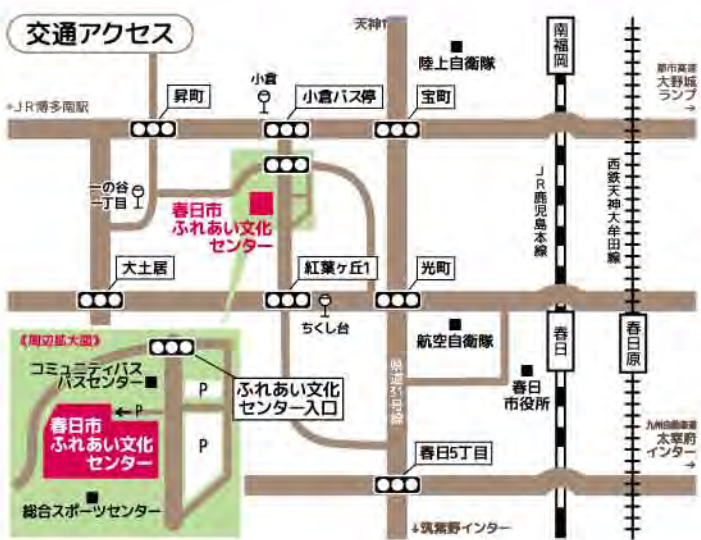 交通アクセス
天神↑
陸上自衛隊
南福岡
都市高速
大野城
ランプ
→
←JR博多南駅
昇町
小倉
小倉バス停
宝町
一の谷
一丁目
春日市
ふれあい文化
センター
JR鹿児島本線
西鉄天神大牟田線
大土居
紅葉ヶ丘1
光町
ちくし台
航空自衛隊
春日
春日原
《周辺拡大図》
コミュニティバス
バスセンター
ふれあい文化
センター入口
P
←P
P
春日市
ふれあい文化
センター
総合スポーツセンター
県道31号線
春日
市役所
九州自動車道
太宰府
インター
→
春日5丁目
↓筑紫野インター